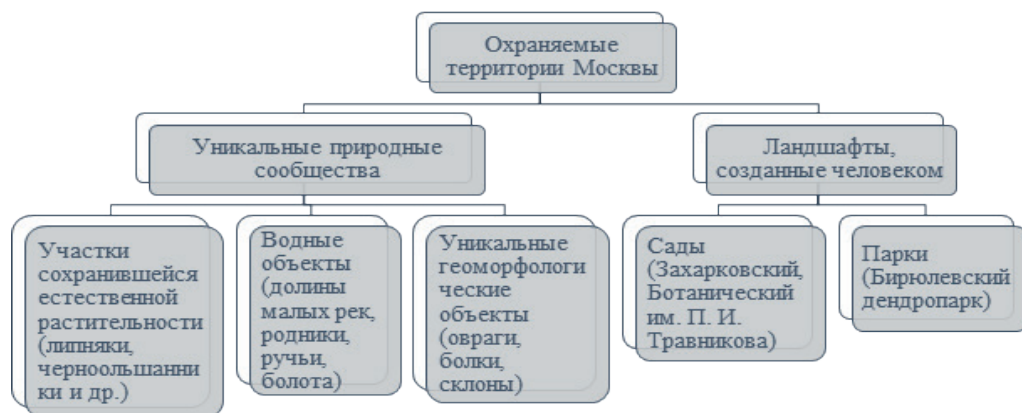 Охраняемые
территории Москвы
Уникальные природные
сообщества
Ландшафты,
созданные человеком
Участки
сохранившейся
естественной
растительности
(липняки,
черноольшанни
ки и др.)
Водные
объекты
(долины
малых рек,
родники,
ручьи,
болота)
Уникальные
геоморфологи
ческие
объекты
(овраги,
болки,
склоны)
Сады
(Захарковский,
Ботанический
им. П. И.
Травникова)
Парки
(Бирюлевский
дендропарк)